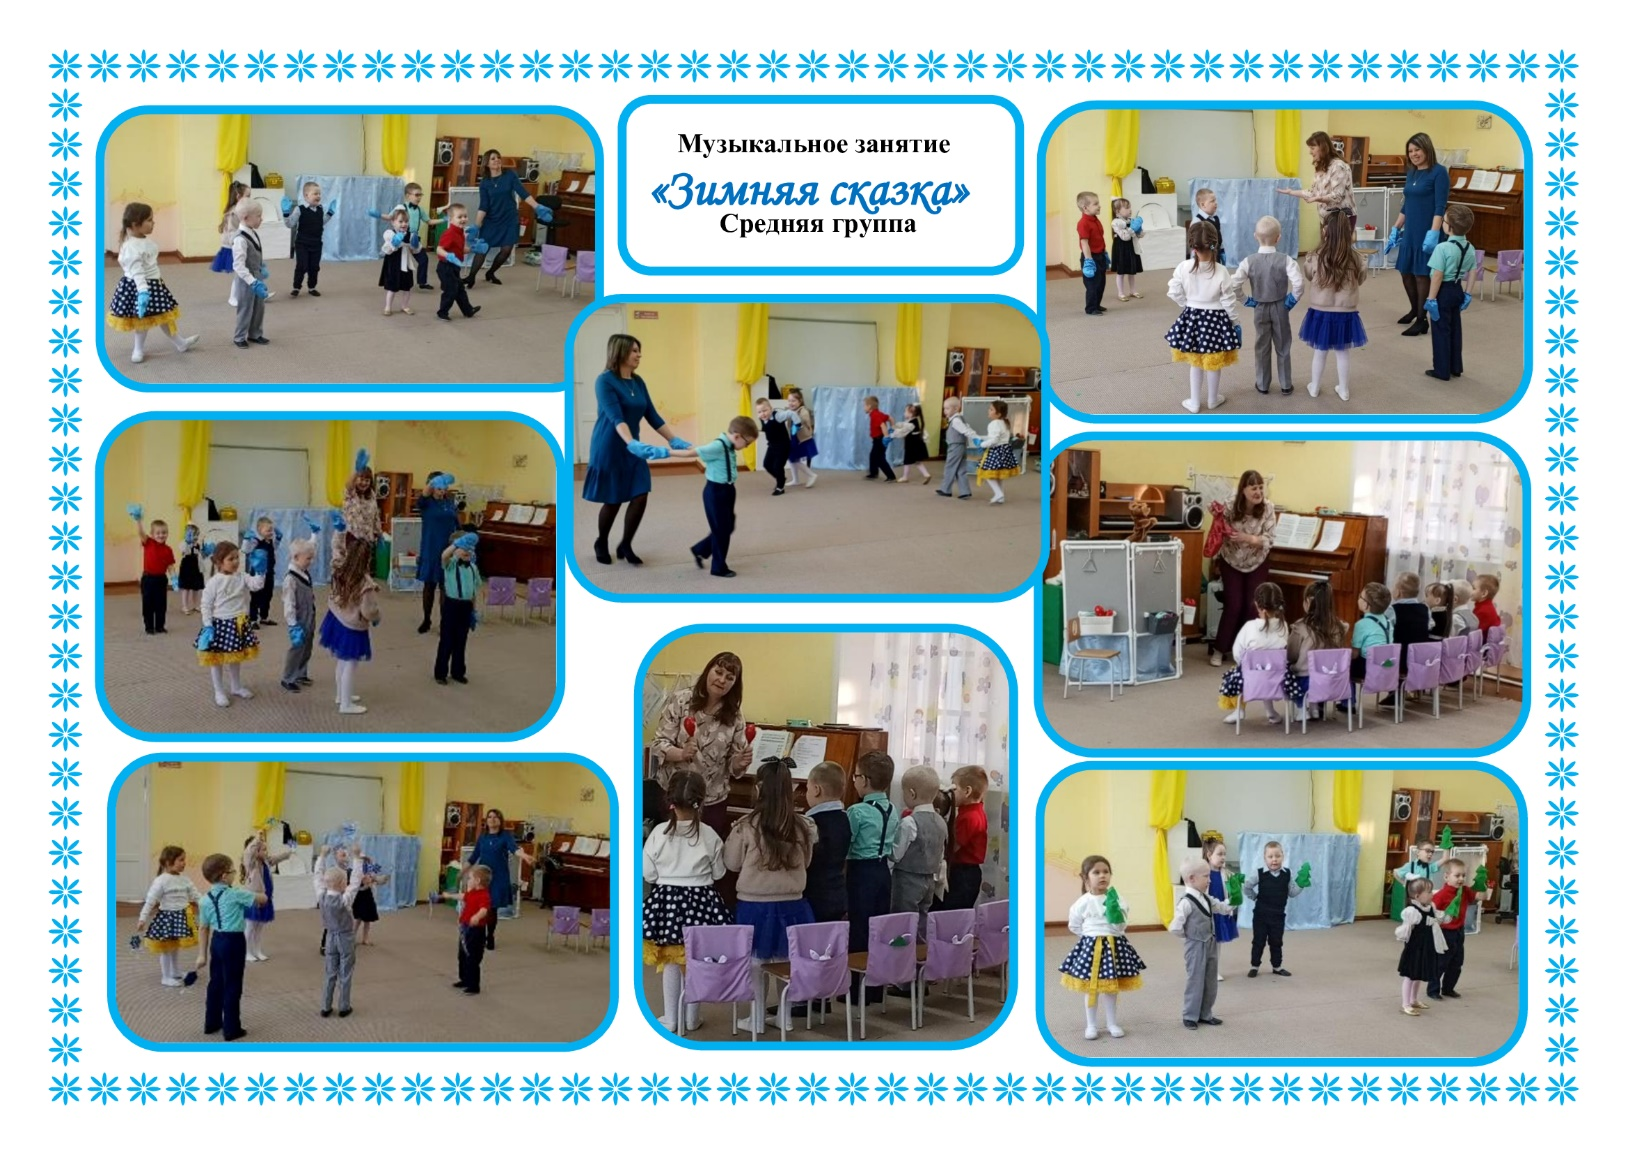 Музыкальное занятие
«Зимняя сказка»
Средняя группа